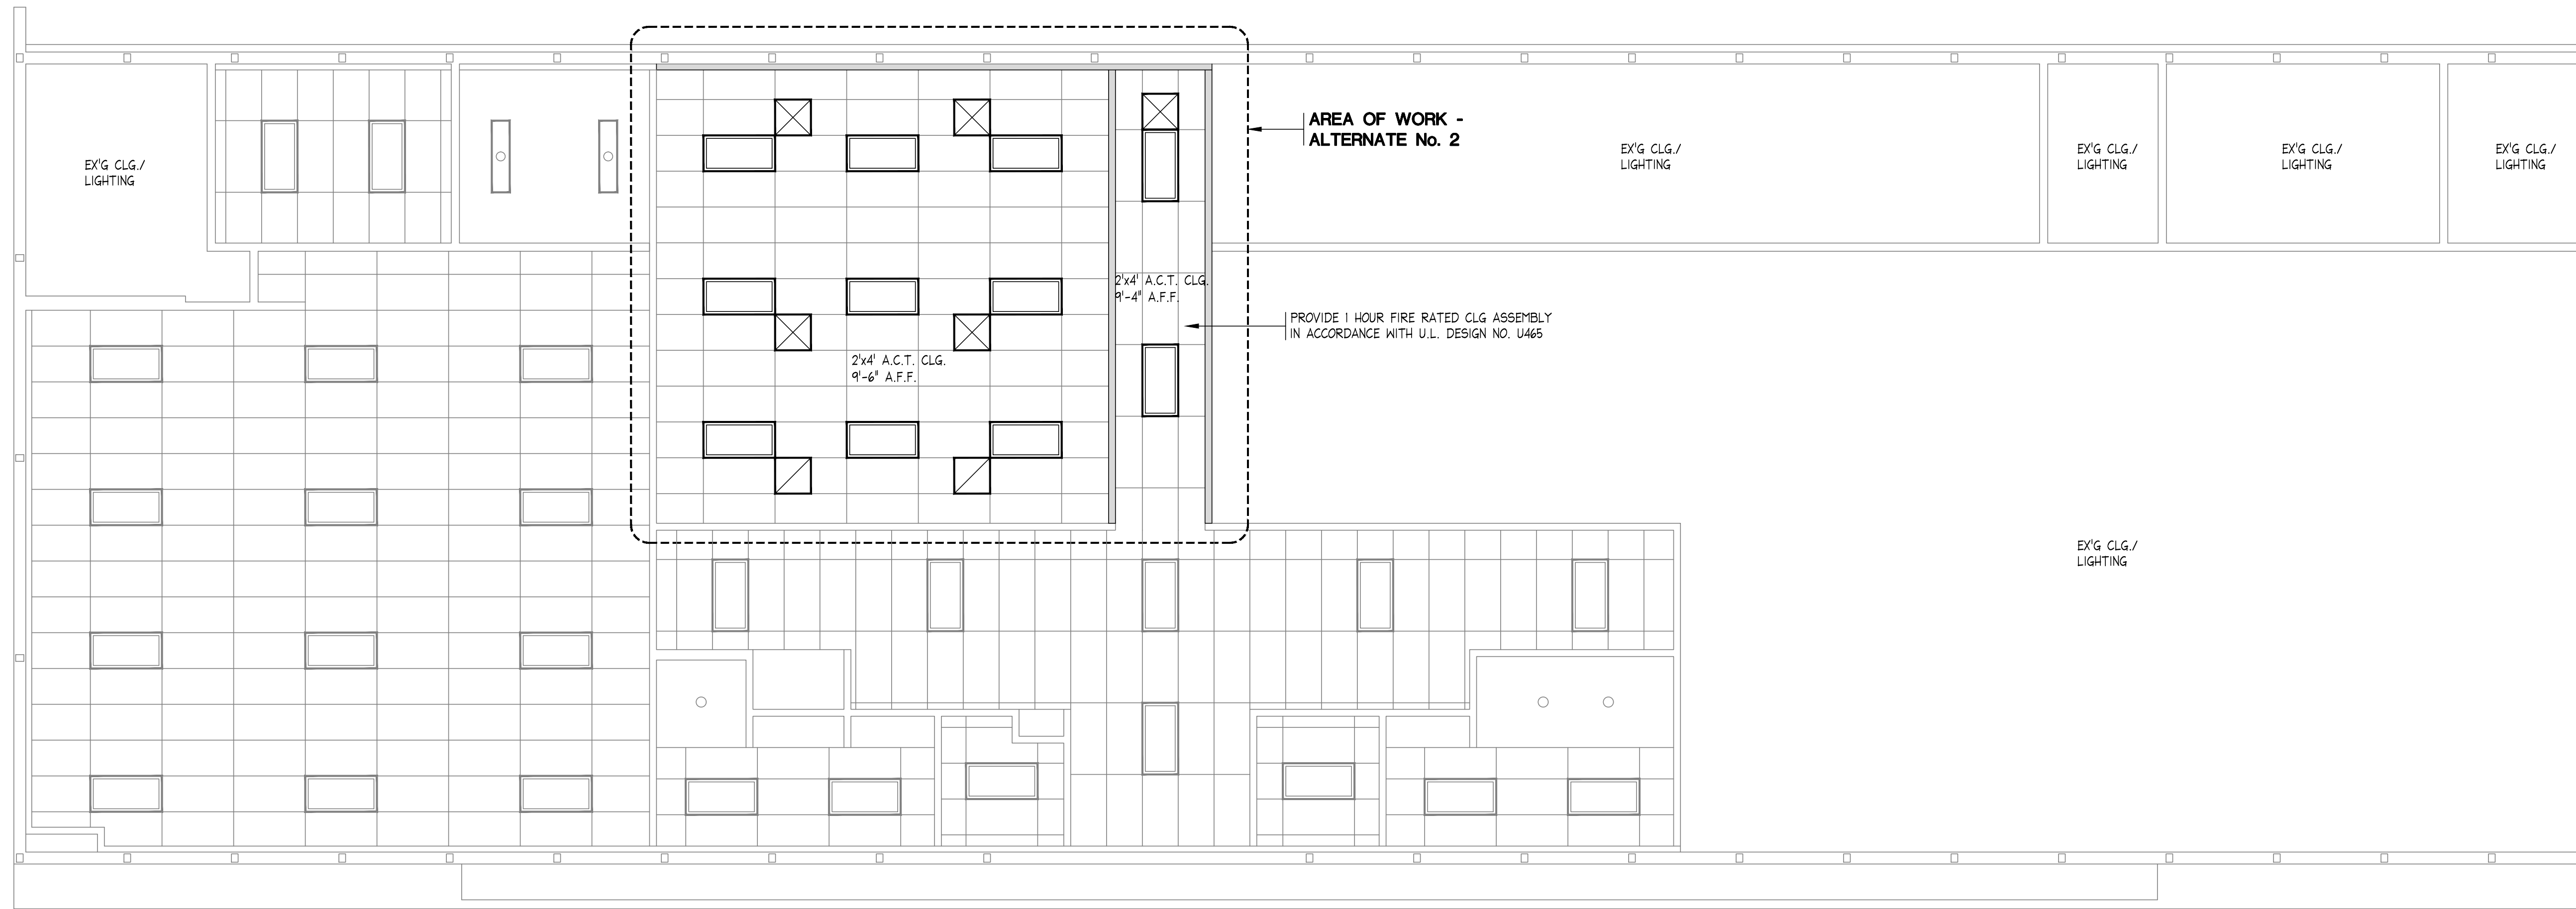 AREA OF WORK -
ALTERNATE No. 2
EX'G CLG./
LIGHTING
EX'G CLG./
LIGHTING
EX'G CLG./
LIGHTING
EX'G CLG./
LIGHTING
EX'G CLG./
LIGHTING
2'x4' A.C.T. CLG.
9'-4" A.F.F.
PROVIDE 1 HOUR FIRE RATED CLG ASSEMBLY
IN ACCORDANCE WITH U.L. DESIGN NO. U465
2'x4' A.C.T. CLG.
9'-6" A.F.F.
EX'G CLG./
LIGHTING